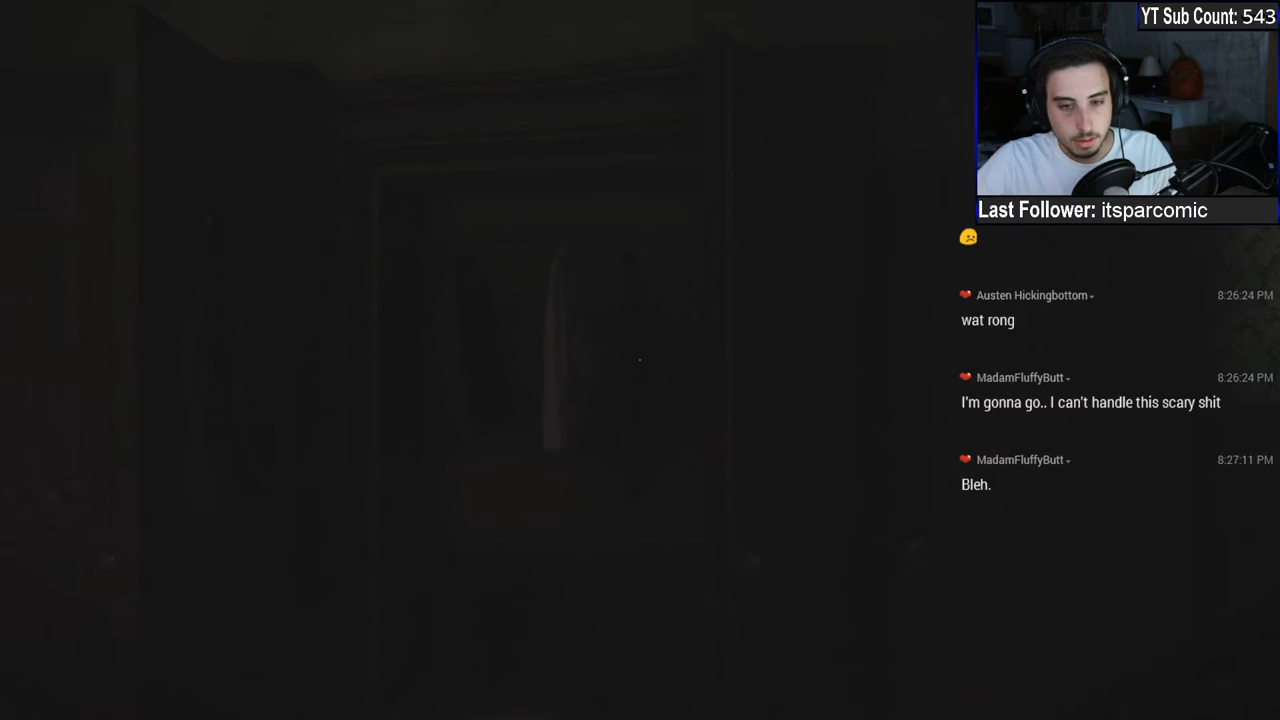 YT Sub Count: 543
Last Follower: itsparcomic
Austen Hickingbottom 8:26:24 PM
wat rong
MadamFluffyButt 8:26:24 PM
I'm gonna go.. I can't handle this scary shit
MadamFluffyButt 8:27:11 PM
Bleh.